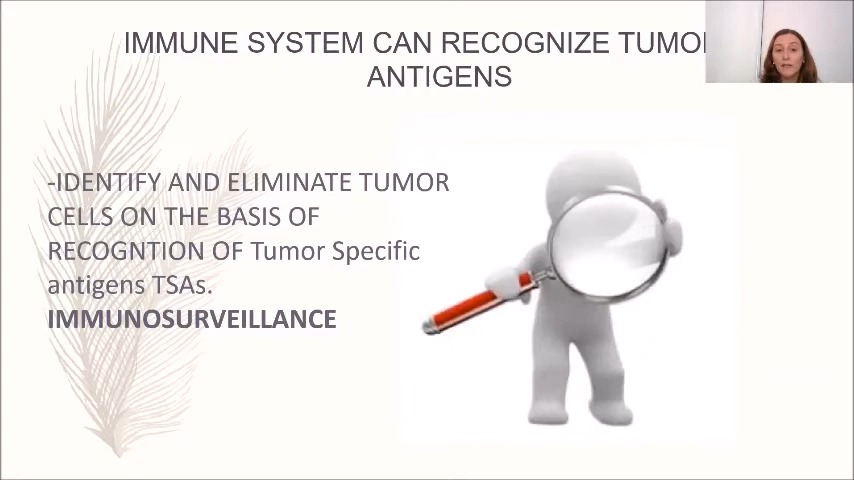 IMMUNE SYSTEM CAN RECOGNIZE
ANTIGENS
-IDENTIFY AND ELIMINATE TUMOR
CELLS ON THE BASIS OF
RECOGNTION OF Tumor Specific
antigens TSAs.
IMMUNOSURVEILLANCE